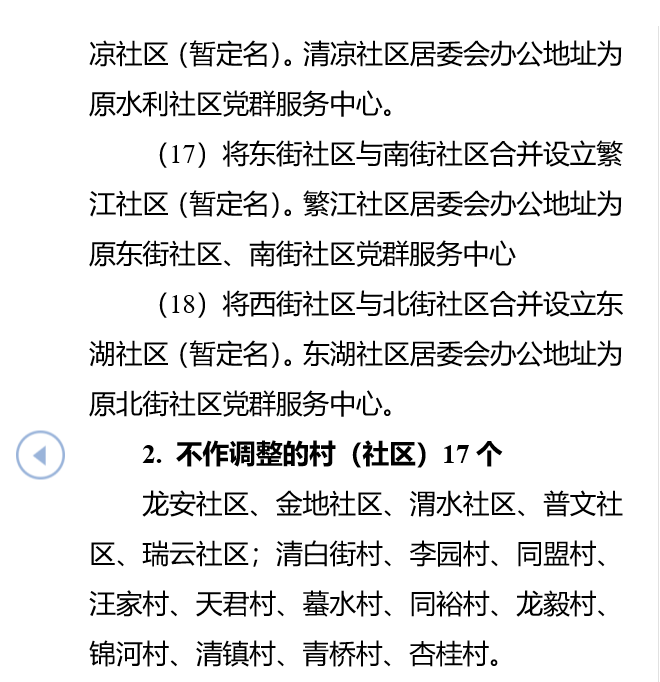 凉社区（暂定名）。清凉社区居委会办公地址为
原水利社区党群服务中心。
（17）将东街社区与南街社区合并设立繁
江社区（暂定名）。繁江社区居委会办公地址为
原东街社区、南街社区党群服务中心
（18）将西街社区与北街社区合并设立东
湖社区（暂定名）。东湖社区居委会办公地址为
原北街社区党群服务中心。
2. 不作调整的村（社区）17 个
龙安社区、金地社区、渭水社区、普文社
区、瑞云社区；清白街村、李园村、同盟村、
汪家村、天君村、蟇水村、同裕村、龙毅村、
锦河村、清镇村、青桥村、杏桂村。